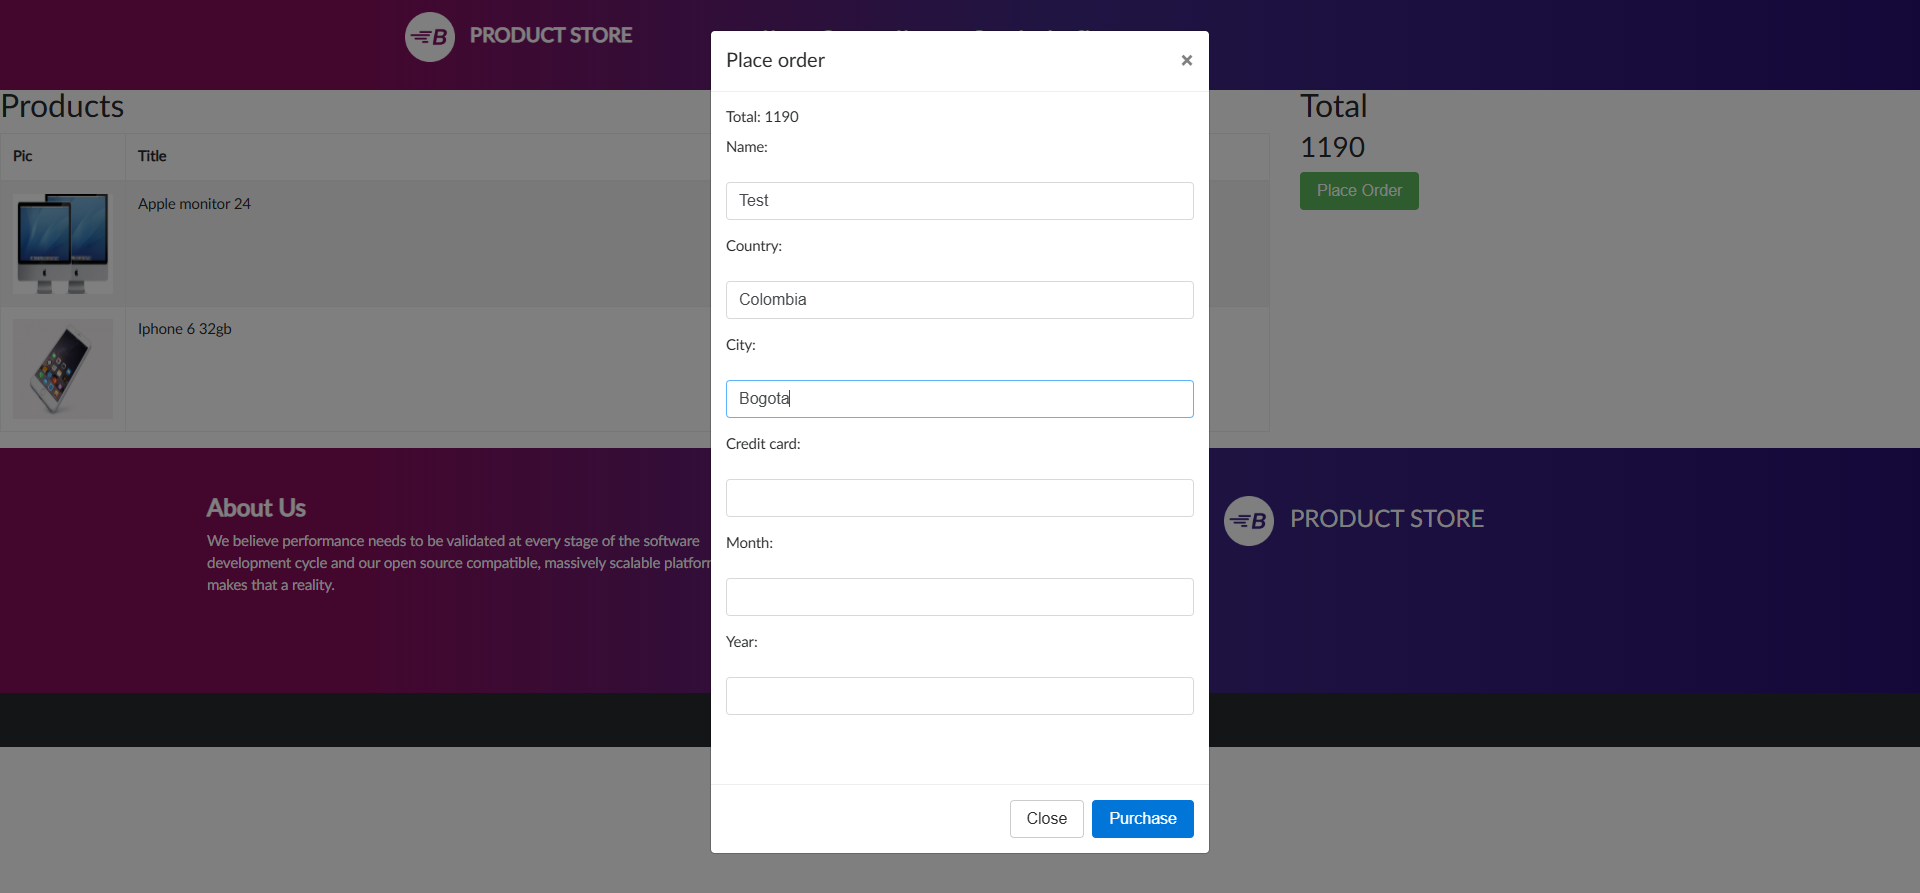 PRODUCT STORE
Products
Pic Title
Apple monitor 24
Iphone 6 32gb
Total
1190
Place Order
Place order ×
Total: 1190
Name:
Test
Country:
Colombia
City:
Bogota
Credit card:
Month:
Year:
Close Purchase
About Us
We believe performance needs to be validated at every stage of the software
development cycle and our open source compatible, massively scalable
makes that a reality.
B PRODUCT STORE